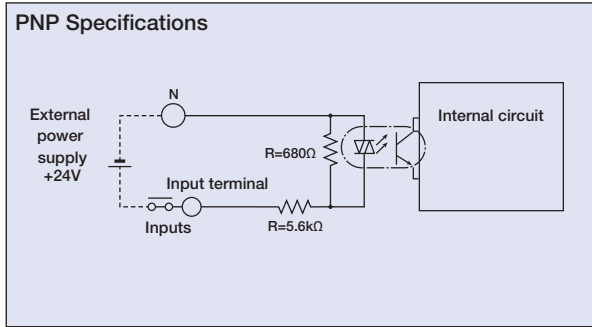 PNP Specifications
N
External
power
supply
+24V
Internal circuit
R=680Ω
Input terminal
Inputs
R=5.6kΩ